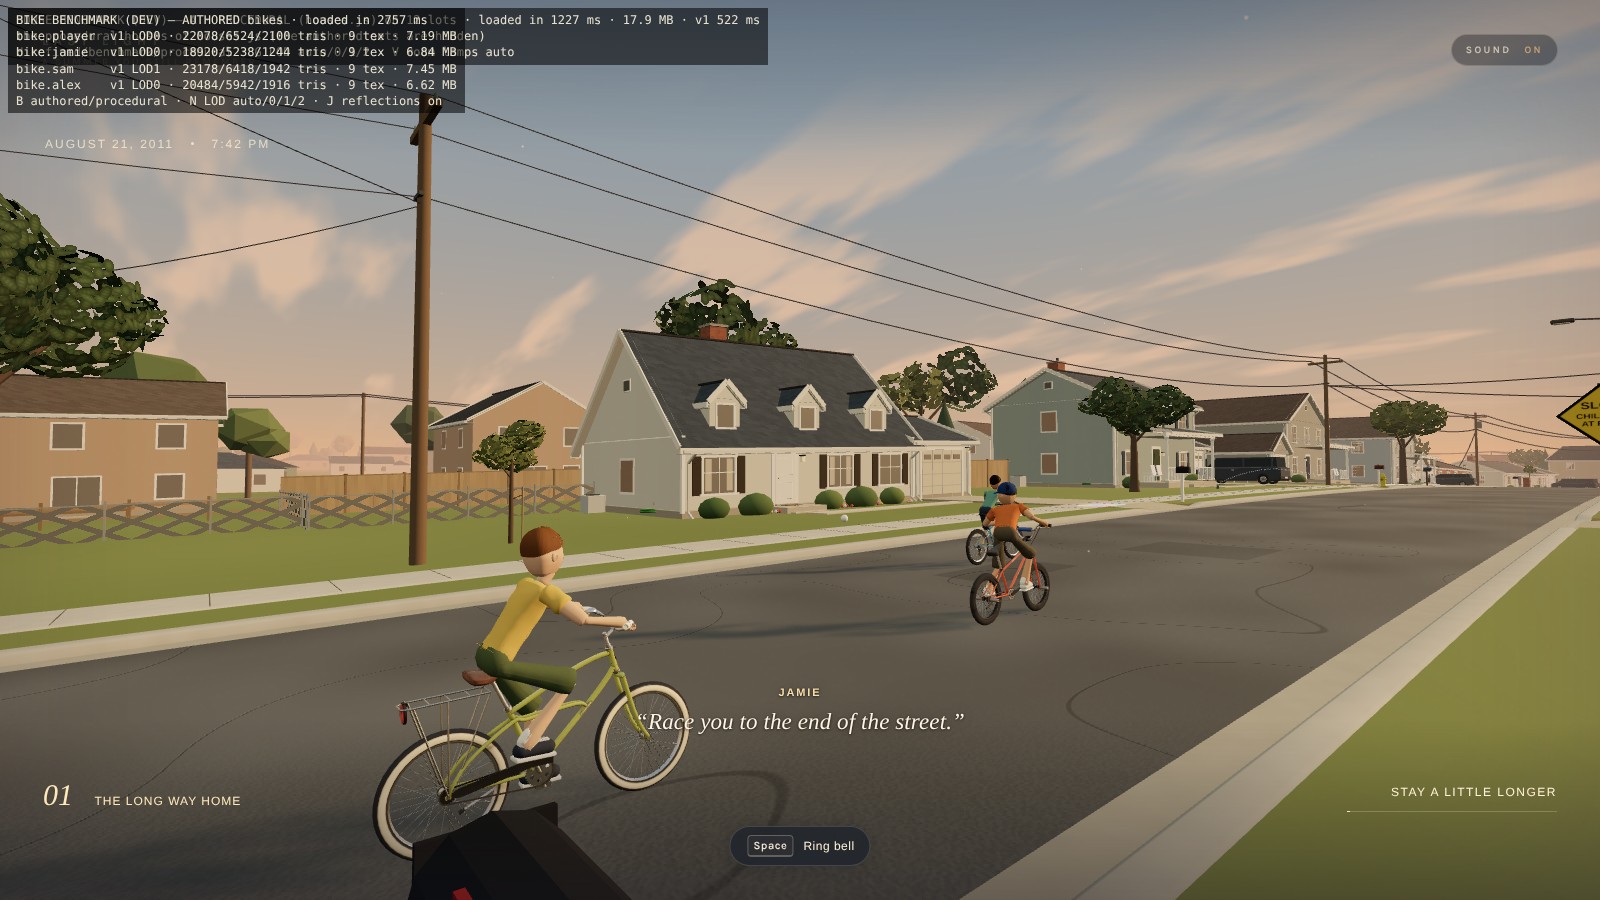 BIKE BENCHMARK (DEV) — AUTHORED bikes · loaded in 2757 ms · loaded in 1227 ms · 17.9 MB · v1 522 ms
bike.player v1 LOD0 · 22078/6524/2100 tris · 9 tex · 7.19 MB
bike.jamie v1 LOD0 · 18920/5238/1244 tris · 9 tex · 6.84 MB
bike.sam v1 LOD1 · 23178/6418/1942 tris · 9 tex · 7.45 MB
bike.alex v1 LOD0 · 20484/5942/1916 tris · 9 tex · 6.62 MB
B authored/procedural · N LOD auto/0/1/2 · J reflections on
SOUND ON
AUGUST 21, 2011 • 7:42 PM
JAMIE
“Race you to the end of the street.”
01 THE LONG WAY HOME
STAY A LITTLE LONGER
Space Ring bell